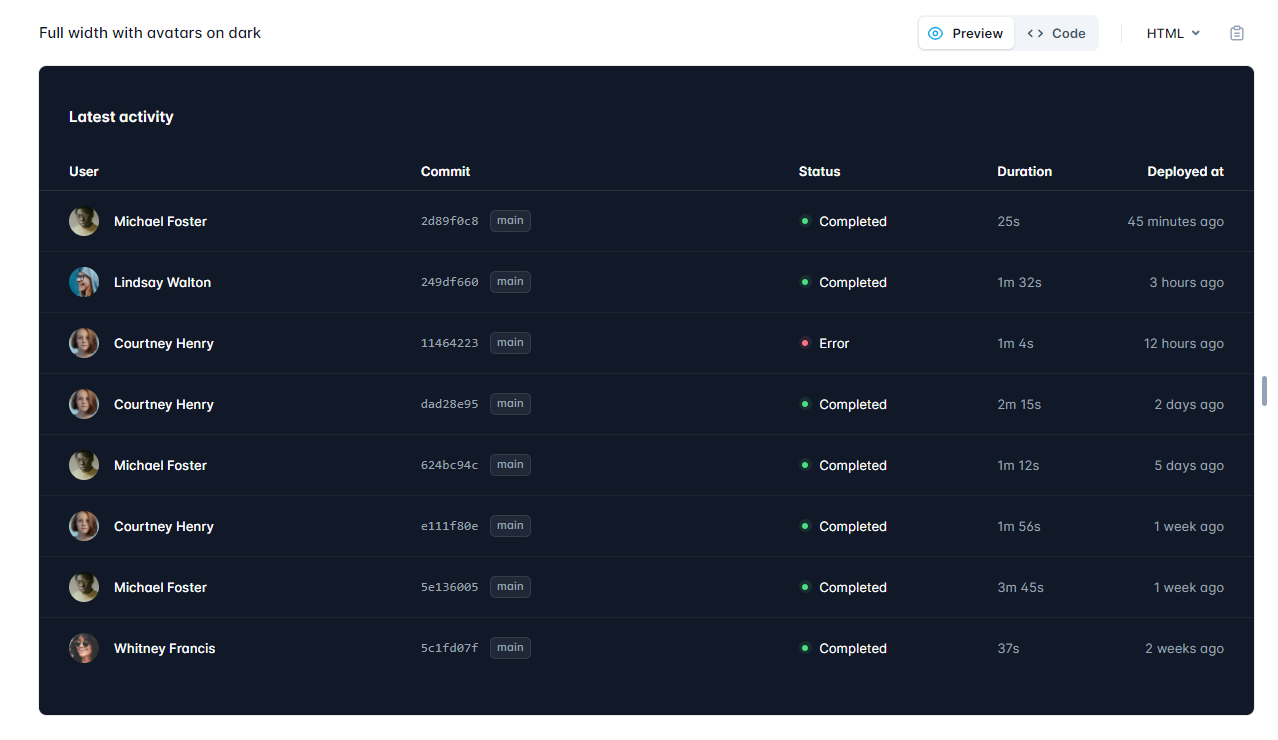 Full width with avatars on dark Preview Code HTML
Latest activity
User Commit Status Duration Deployed at
Michael Foster 2d89f0c8 main Completed 25s 45 minutes ago
Lindsay Walton 249df660 main Completed 1m 32s 3 hours ago
Courtney Henry 11464223 main Error 1m 4s 12 hours ago
Courtney Henry dad28e95 main Completed 2m 15s 2 days ago
Michael Foster 624bc94c main Completed 1m 12s 5 days ago
Courtney Henry e111f80e main Completed 1m 56s 1 week ago
Michael Foster 5e136005 main Completed 3m 45s 1 week ago
Whitney Francis 5c1fd07f main Completed 37s 2 weeks ago